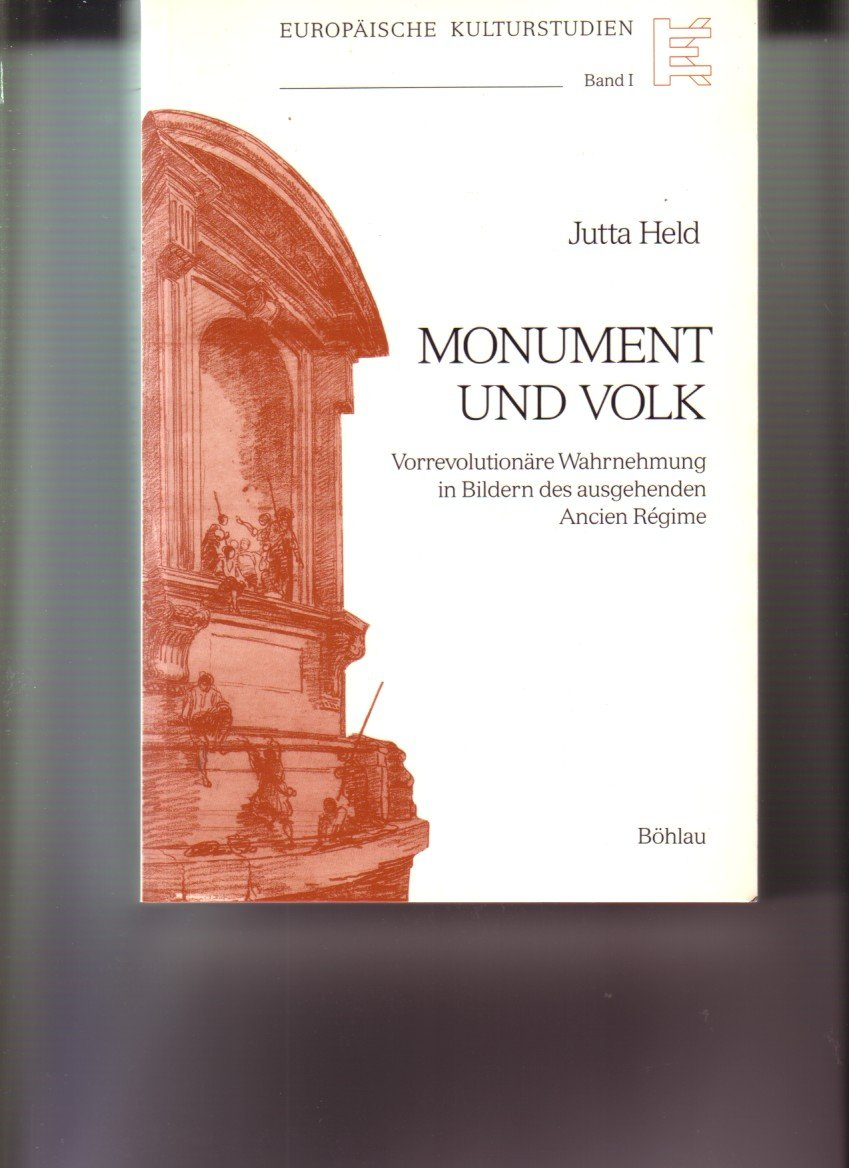 EUROPÄISCHE KULTURSTUDIEN
Band I
Jutta Held
MONUMENT
UND VOLK
Vorrevolutionäre Wahrnehmung
in Bildern des ausgehenden
Ancien Régime
Böhlau